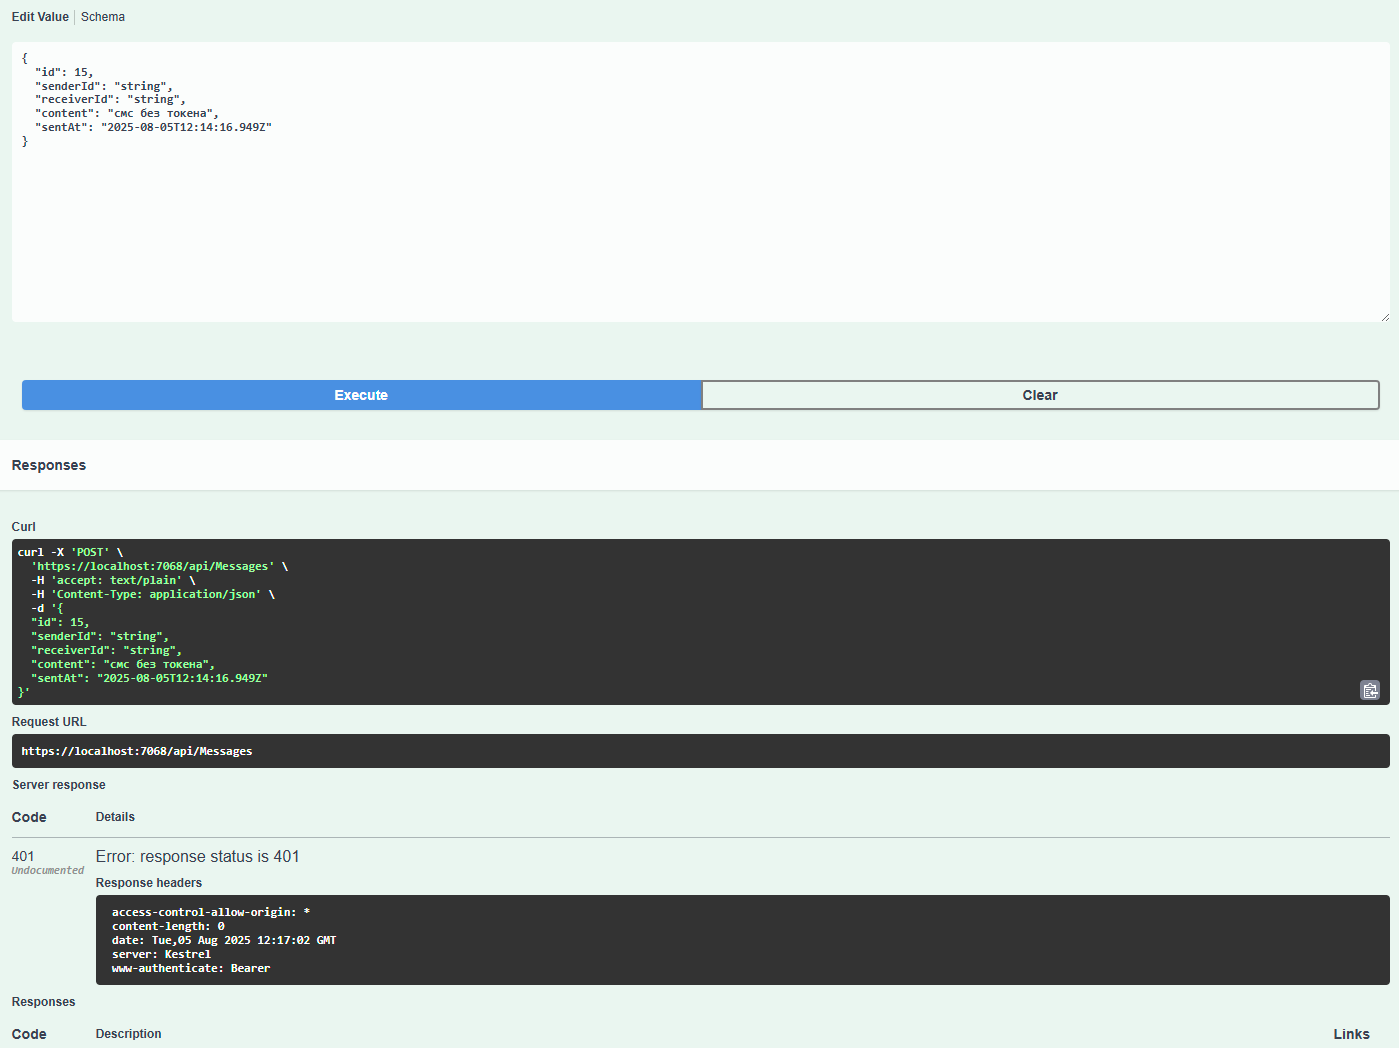 Edit Value | Schema
{
  "id": 15,
  "senderId": "string",
  "receiverId": "string",
  "content": "смс без токена",
  "sentAt": "2025-08-05T12:14:16.949Z"
}
Execute
Clear
Responses
Curl
curl -X 'POST' \
  'https://localhost:7068/api/Messages' \
  -H 'accept: text/plain' \
  -H 'Content-Type: application/json' \
  -d '{
  "id": 15,
  "senderId": "string",
  "receiverId": "string",
  "content": "смс без токена",
  "sentAt": "2025-08-05T12:14:16.949Z"
}'
Request URL
https://localhost:7068/api/Messages
Server response
Code Details
401 Error: response status is 401
Undocumented
Response headers
access-control-allow-origin: *
content-length: 0
date: Tue,05 Aug 2025 12:17:02 GMT
server: Kestrel
www-authenticate: Bearer
Responses
Code Description Links